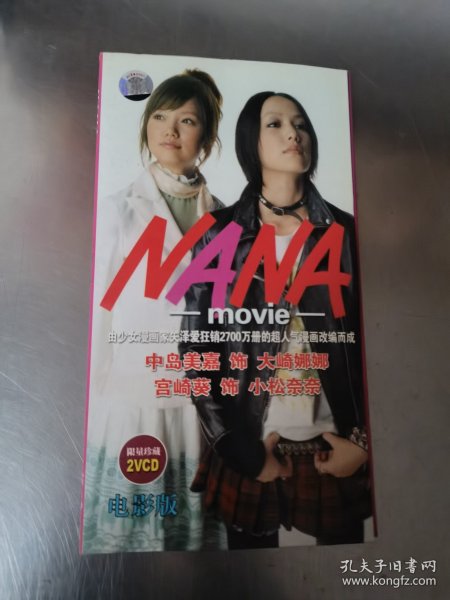 NANA
movie
由少女漫画家矢泽爱狂销2700万册的超人气漫画改编而成
中岛美嘉 饰 大崎娜娜
宫崎葵 饰 小松奈奈
限量珍藏
2VCD
电影版
孔夫子旧书网
www.kongfz.com